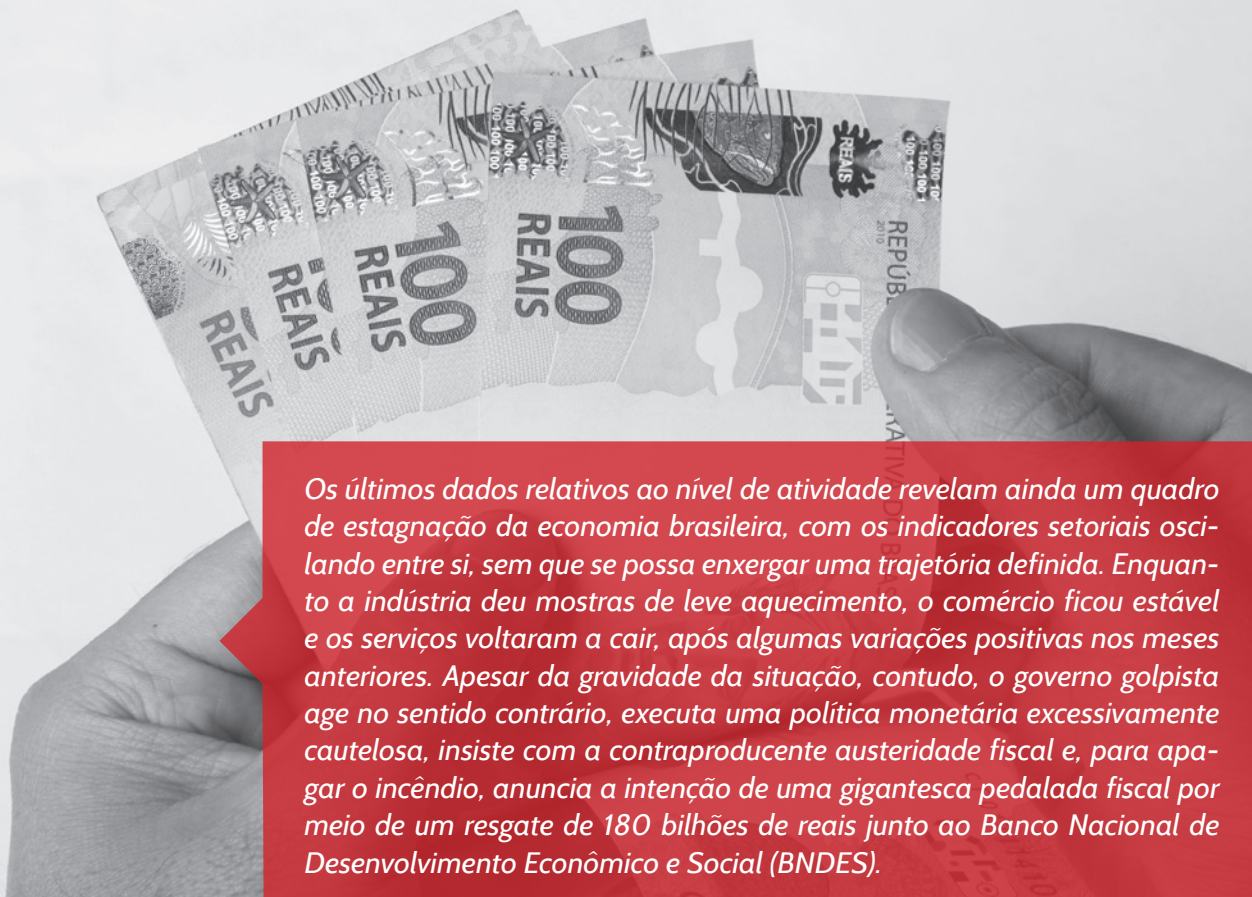 100
REAIS
100
REAIS
REAIS
REAIS
REAIS
REPÚB
2010
RATIVA DO BRAS
Os últimos dados relativos ao nível de atividade revelam ainda um quadro
de estagnação da economia brasileira, com os indicadores setoriais osci-
lando entre si, sem que se possa enxergar uma trajetória definida. Enquan-
to a indústria deu mostras de leve aquecimento, o comércio ficou estável
e os serviços voltaram a cair, após algumas variações positivas nos meses
anteriores. Apesar da gravidade da situação, contudo, o governo golpista
age no sentido contrário, executa uma política monetária excessivamente
cautelosa, insiste com a contraproducente austeridade fiscal e, para apa-
gar o incêndio, anuncia a intenção de uma gigantesca pedalada fiscal por
meio de um resgate de 180 bilhões de reais junto ao Banco Nacional de
Desenvolvimento Econômico e Social (BNDES).